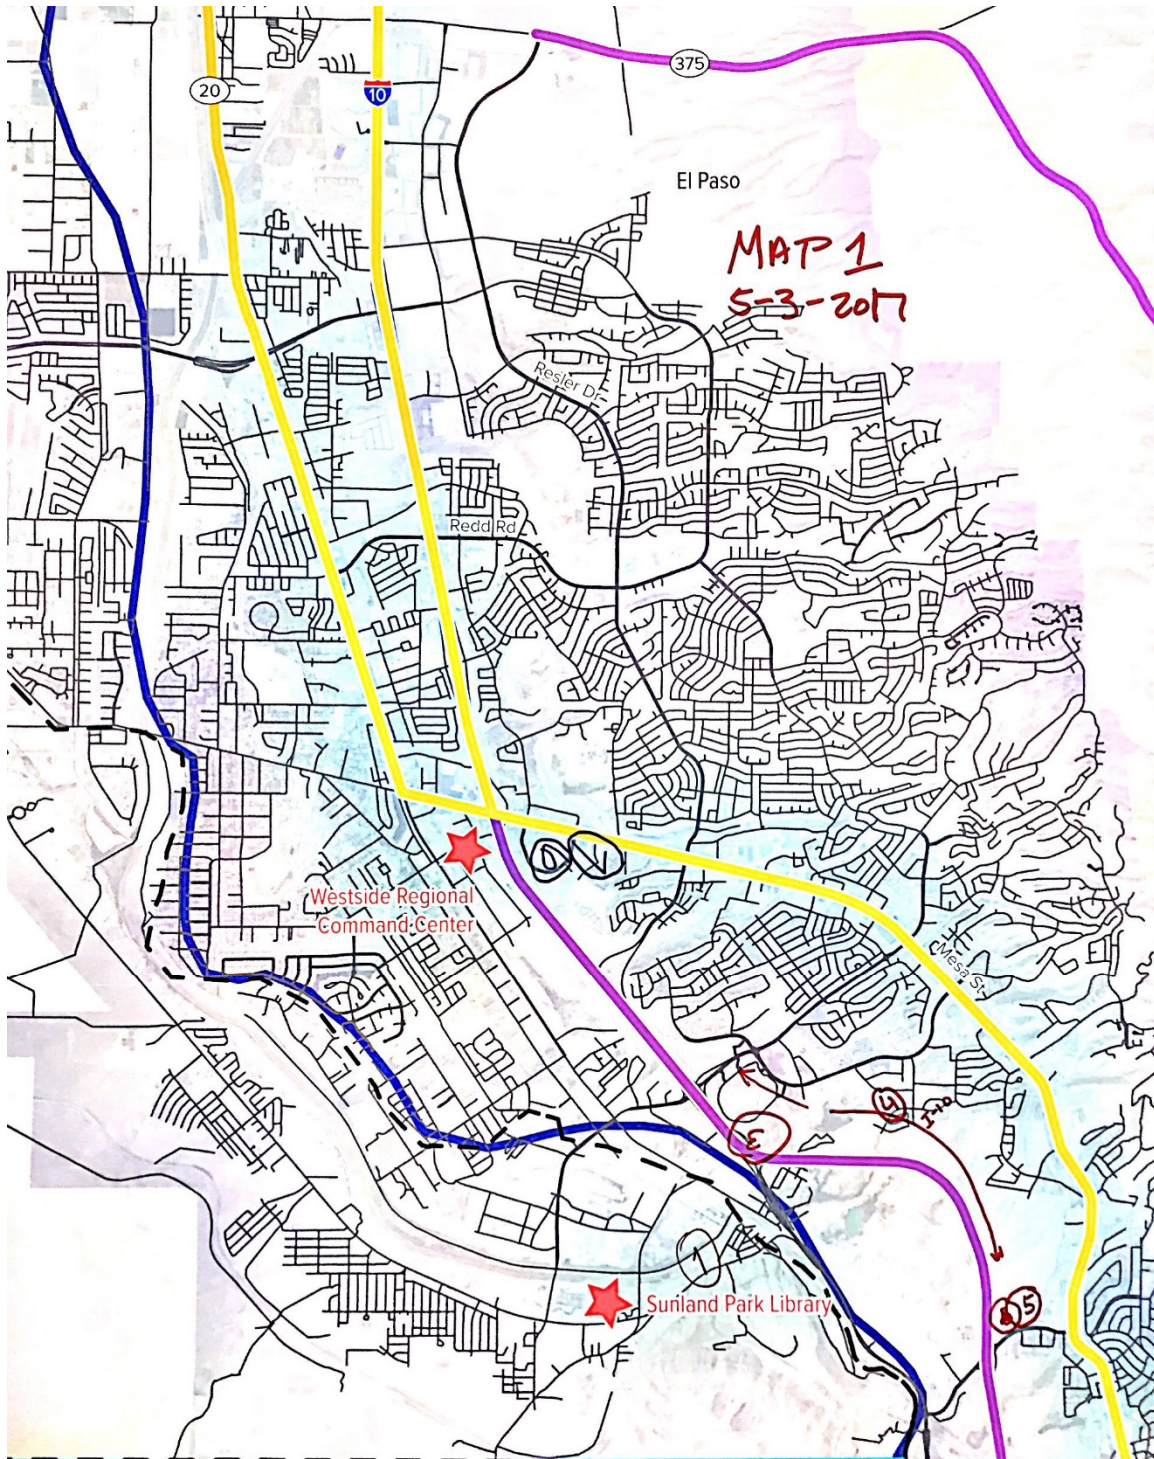 375
20
10
El Paso
MAP 1
5-3-2017
Resler Dr
Redd Rd
Westside Regional
Command Center
Mesa St
4
I-10
3
1
Sunland Park Library
5